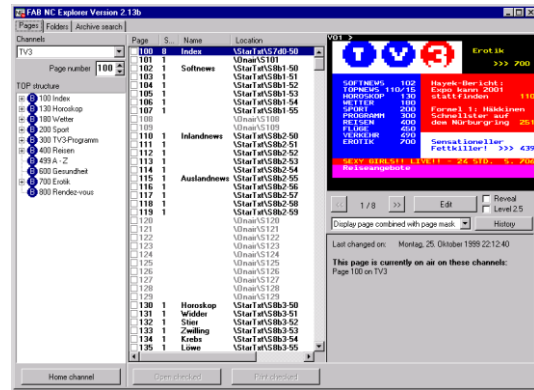 FAB NC Explorer Version 2.13b
Pages Folders Archive search
Channels
TV3
Page number 100
TOP structure
100 Index
130 Horoskop
180 Wetter
200 Sport
300 TV3-Programm
400 Reisen
499 A - Z
600 Gesundheit
700 Erotik
800 Rendez-vous
Home channel
Page S... Name Location
100 8 Index \StarTxt\S7d0-50
101 1 \Onair\S101
102 1 Softnews \StarTxt\S8b1-50
103 1 \StarTxt\S8b1-51
104 1 \StarTxt\S8b1-52
105 1 \StarTxt\S8b1-53
106 1 \StarTxt\S8b1-54
107 1 \StarTxt\S8b1-55
108 \Onair\S108
109 \Onair\S109
110 1 Inlandnews \StarTxt\S8b2-50
111 1 \StarTxt\S8b2-51
112 1 \StarTxt\S8b2-52
113 1 \StarTxt\S8b2-53
114 1 \StarTxt\S8b2-54
115 1 Auslandnews \StarTxt\S8b2-55
116 1 \StarTxt\S8b2-56
117 1 \StarTxt\S8b2-57
118 1 \StarTxt\S8b2-58
119 1 \StarTxt\S8b2-59
120 \Onair\S120
121 \Onair\S121
122 \Onair\S122
123 \Onair\S123
124 \Onair\S124
125 \Onair\S125
126 \Onair\S126
127 \Onair\S127
128 \Onair\S128
129 \Onair\S129
130 1 Horoskop \StarTxt\S8b3-50
131 1 Widder \StarTxt\S8b3-51
132 1 Stier \StarTxt\S8b3-52
133 1 Zwilling \StarTxt\S8b3-53
134 1 Krebs \StarTxt\S8b3-54
135 1 Löwe \StarTxt\S8b3-55
Open checked Print checked
V01 >
TV3
Erotik
>>> 700
SOFTNEWS 102
TOPNEWS 110/15
HOROSKOP 130
WETTER 180
SPORT 200
PROGRAMM 300
REISEN 400
FLÜGE 450
VERKEHR 490
EROTIK 700
Hayek-Bericht:
Expo kann 2001
stattfinden 110
Formel 1: Häkkinen
Schnellster auf
dem Nürburgring 251
Sensationeller
Fettkiller! >>> 439
SEXY GIRLS!! LIVE!! - 24 STD. S. 706
Reiseangebote
<< 1/8 >> Edit
Reveal
Level 2.5
Display page combined with page mask History
Last changed on: Montag, 25. Oktober 1999 22:12:40
This page is currently on air on these channels:
Page 100 on TV3